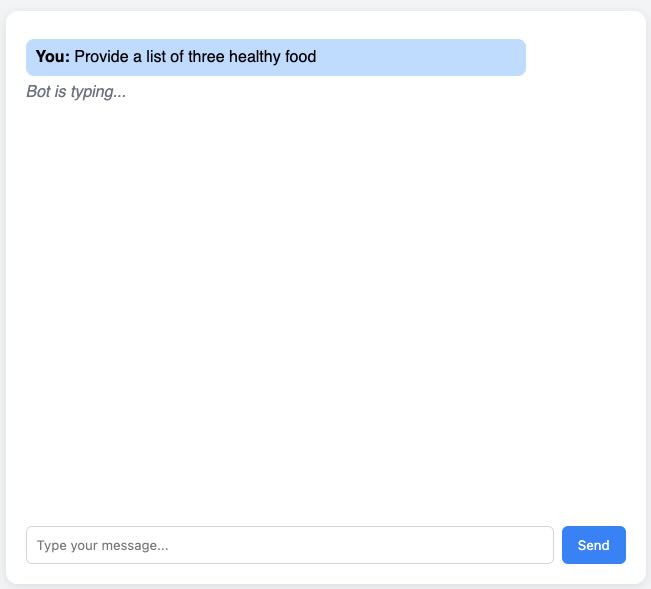 You: Provide a list of three healthy food
Bot is typing...
Type your message...
Send